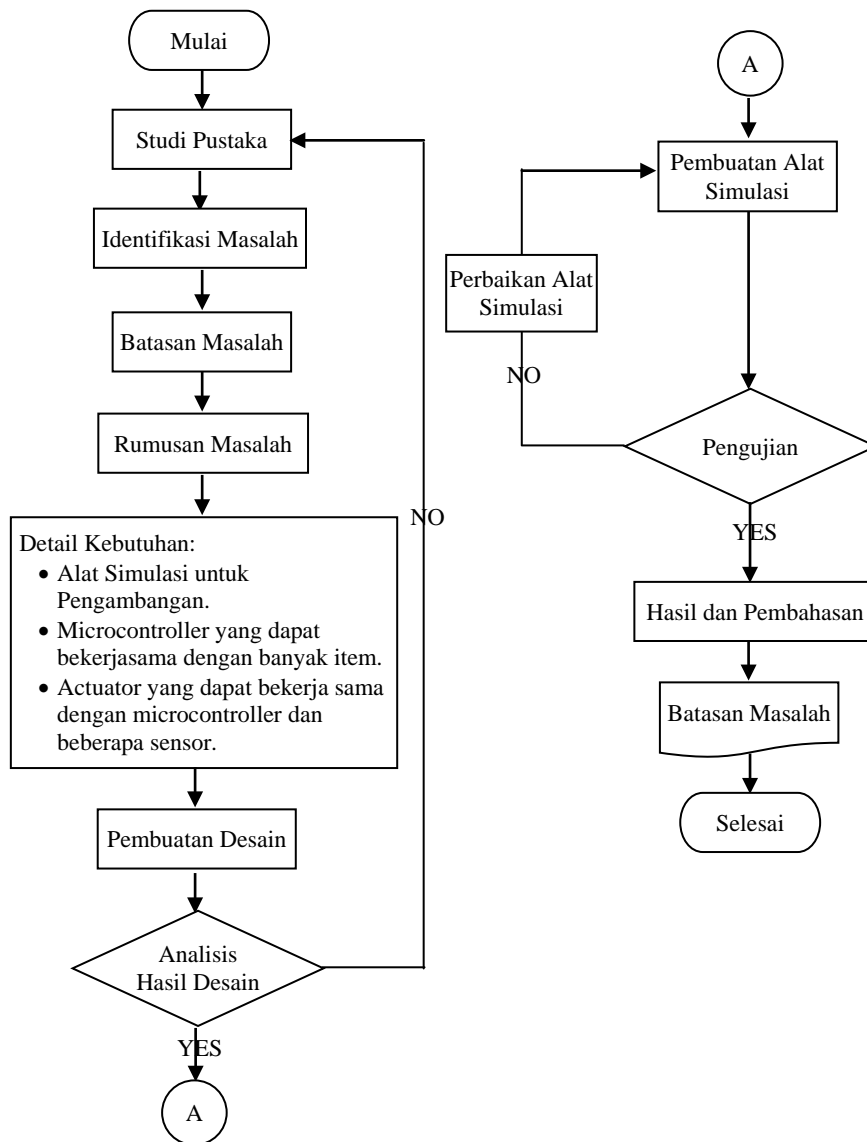 Mulai
Studi Pustaka
Identifikasi Masalah
Batasan Masalah
Rumusan Masalah
NO
Detail Kebutuhan:
• Alat Simulasi untuk
Pengambangan.
• Microcontroller yang dapat
bekerjasama dengan banyak item.
• Actuator yang dapat bekerja sama
dengan microcontroller dan
beberapa sensor.
Pembuatan Desain
Analisis
Hasil Desain
YES
A
A
Pembuatan Alat
Simulasi
Perbaikan Alat
Simulasi
NO
Pengujian
YES
Hasil dan Pembahasan
Batasan Masalah
Selesai